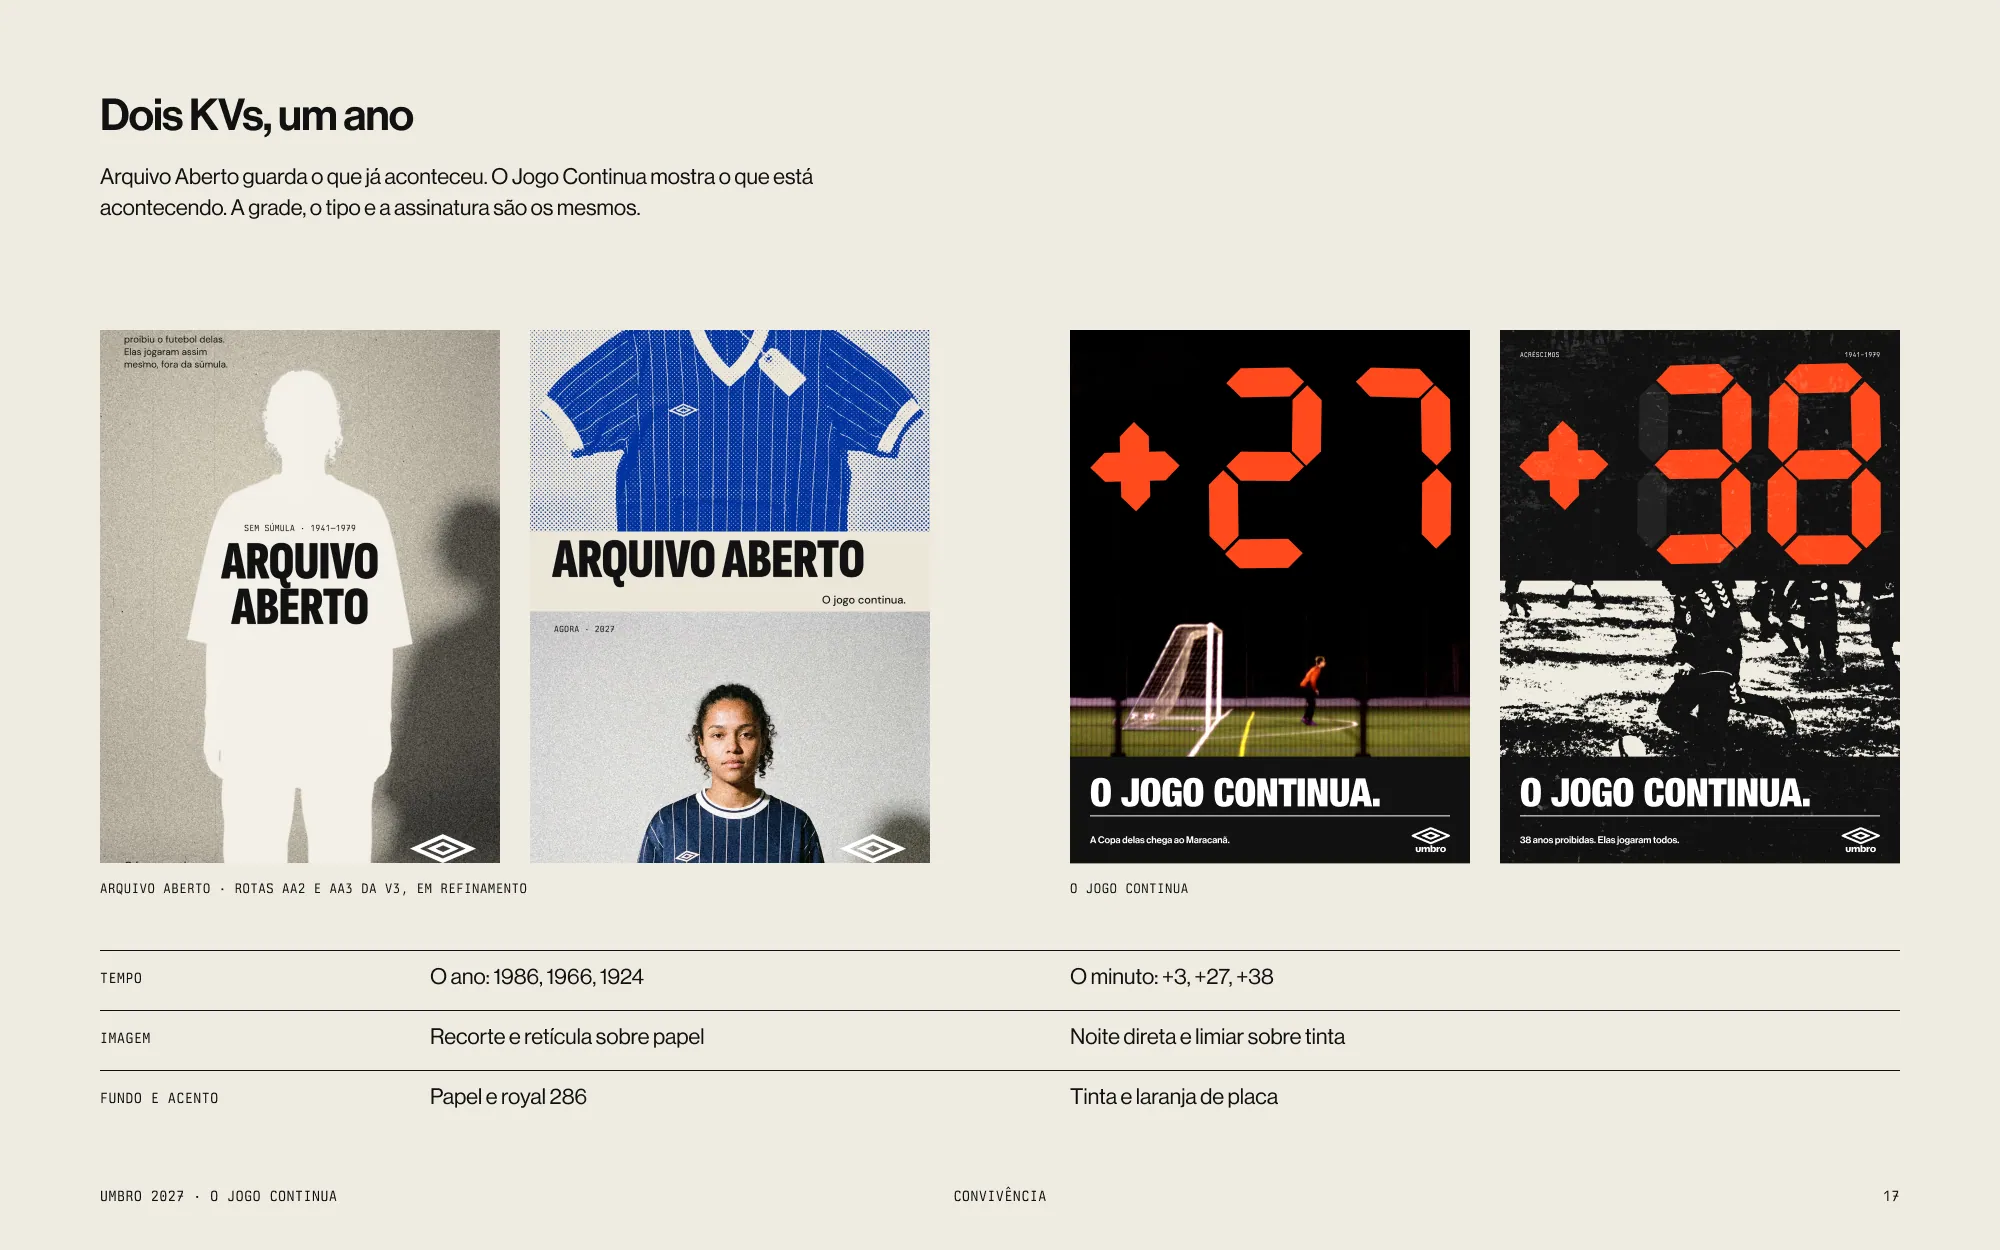 Dois KVs, um ano
Arquivo Aberto guarda o que já aconteceu. O Jogo Continua mostra o que está
acontecendo. A grade, o tipo e a assinatura são os mesmos.
proibiu o futebol delas.
Elas jogaram assim
mesmo, fora da súmula.
SEM SÚMULA · 1941–1979
ARQUIVO
ABERTO
ARQUIVO ABERTO
O jogo continua.
AGORA · 2027
+27
O JOGO CONTINUA.
A Copa delas chega ao Maracanã.
umbro
ACRÉSCIMOS
1941–1979
+38
O JOGO CONTINUA.
38 anos proibidas. Elas jogaram todos.
umbro
ARQUIVO ABERTO · ROTAS AA2 E AA3 DA V3, EM REFINAMENTO
O JOGO CONTINUA
TEMPO
O ano: 1986, 1966, 1924
O minuto: +3, +27, +38
IMAGEM
Recorte e retícula sobre papel
Noite direta e limiar sobre tinta
FUNDO E ACENTO
Papel e royal 286
Tinta e laranja de placa
UMBRO 2027 · O JOGO CONTINUA
CONVIVÊNCIA
17